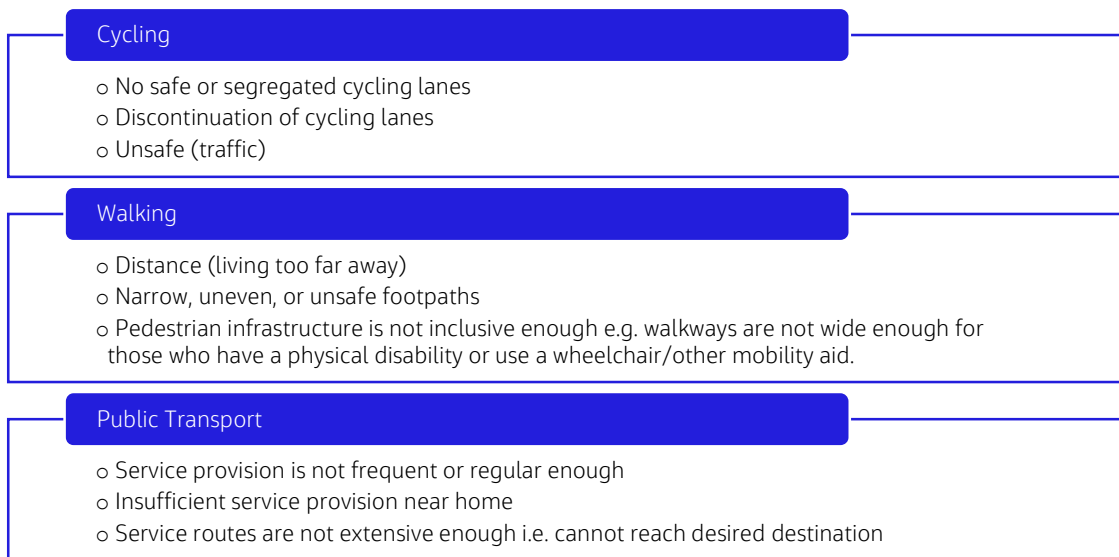 Cycling
o No safe or segregated cycling lanes
o Discontinuation of cycling lanes
o Unsafe (traffic)
Walking
o Distance (living too far away)
o Narrow, uneven, or unsafe footpaths
o Pedestrian infrastructure is not inclusive enough e.g. walkways are not wide enough for
those who have a physical disability or use a wheelchair/other mobility aid.
Public Transport
o Service provision is not frequent or regular enough
o Insufficient service provision near home
o Service routes are not extensive enough i.e. cannot reach desired destination